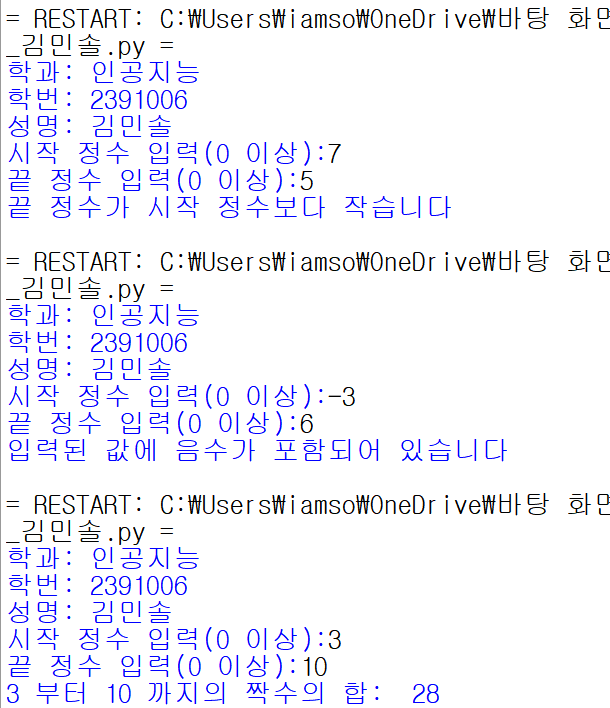 = RESTART: C:₩Users₩iamso₩OneDrive₩바탕 화면
_김민솔.py =
학과: 인공지능
학번: 2391006
성명: 김민솔
시작 정수 입력(0 이상):7
끝 정수 입력(0 이상):5
끝 정수가 시작 정수보다 작습니다
= RESTART: C:₩Users₩iamso₩OneDrive₩바탕 화면
_김민솔.py =
학과: 인공지능
학번: 2391006
성명: 김민솔
시작 정수 입력(0 이상):-3
끝 정수 입력(0 이상):6
입력된 값에 음수가 포함되어 있습니다
= RESTART: C:₩Users₩iamso₩OneDrive₩바탕 화면
_김민솔.py =
학과: 인공지능
학번: 2391006
성명: 김민솔
시작 정수 입력(0 이상):3
끝 정수 입력(0 이상):10
3 부터 10 까지의 짝수의 합:  28